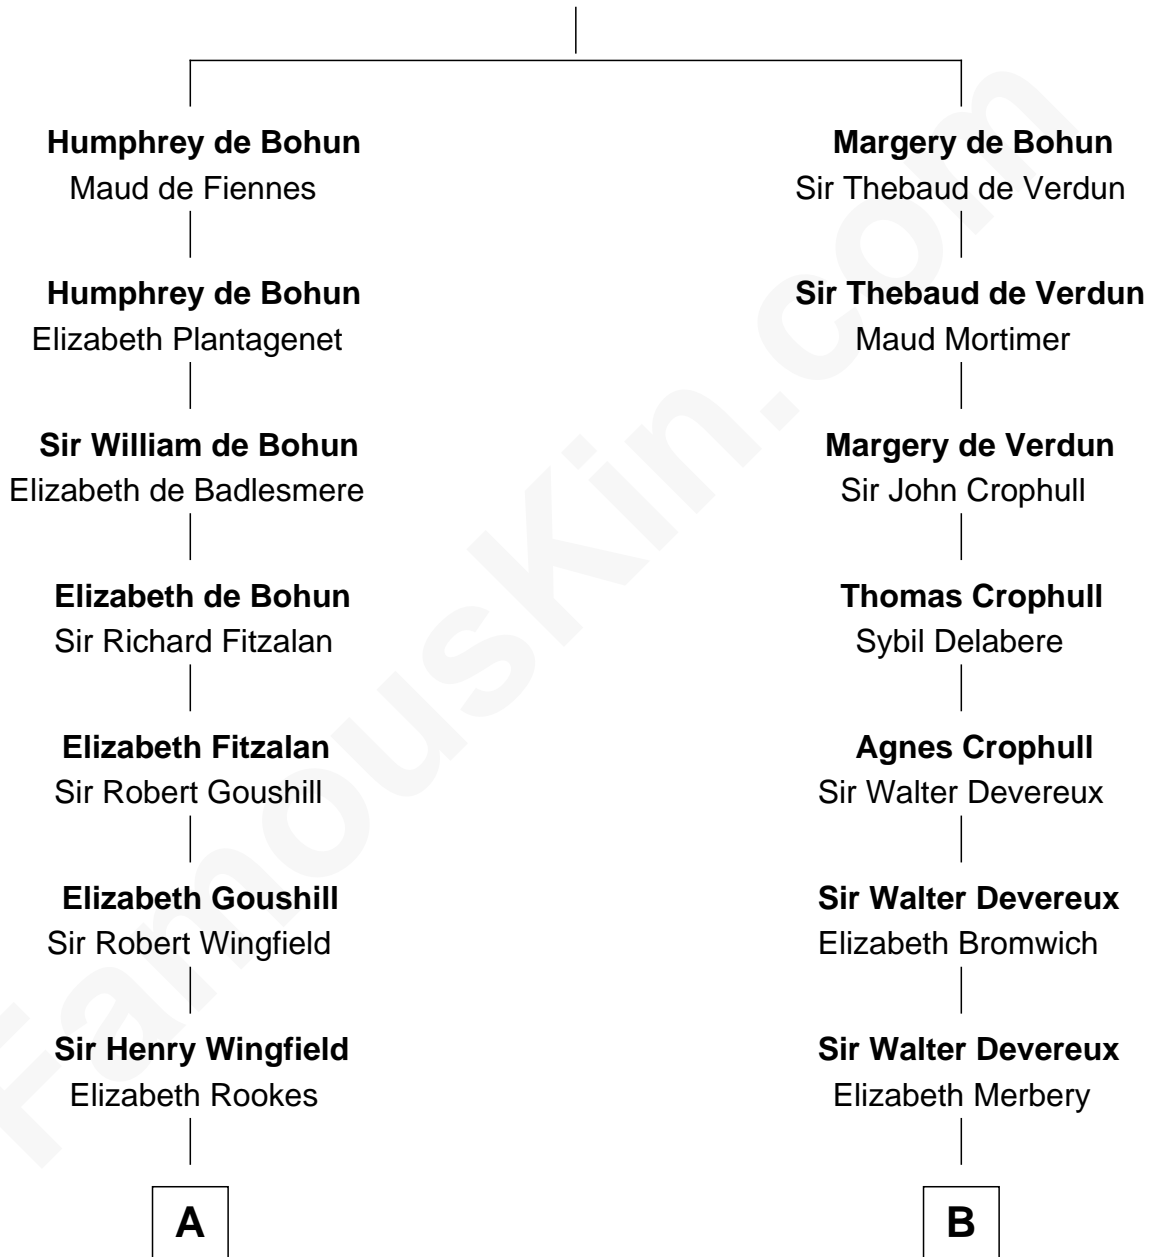 Humphrey de Bohun
Maud de Fiennes
Humphrey de Bohun
Elizabeth Plantagenet
Sir William de Bohun
Elizabeth de Badlesmere
Elizabeth de Bohun
Sir Richard Fitzalan
Elizabeth Fitzalan
Sir Robert Goushill
Elizabeth Goushill
Sir Robert Wingfield
Sir Henry Wingfield
Elizabeth Rookes
A
Margery de Bohun
Sir Thebaud de Verdun
Sir Thebaud de Verdun
Maud Mortimer
Margery de Verdun
Sir John Crophull
Thomas Crophull
Sybil Delabere
Agnes Crophull
Sir Walter Devereux
Sir Walter Devereux
Elizabeth Bromwich
Sir Walter Devereux
Elizabeth Merbery
B
FamousKin.com